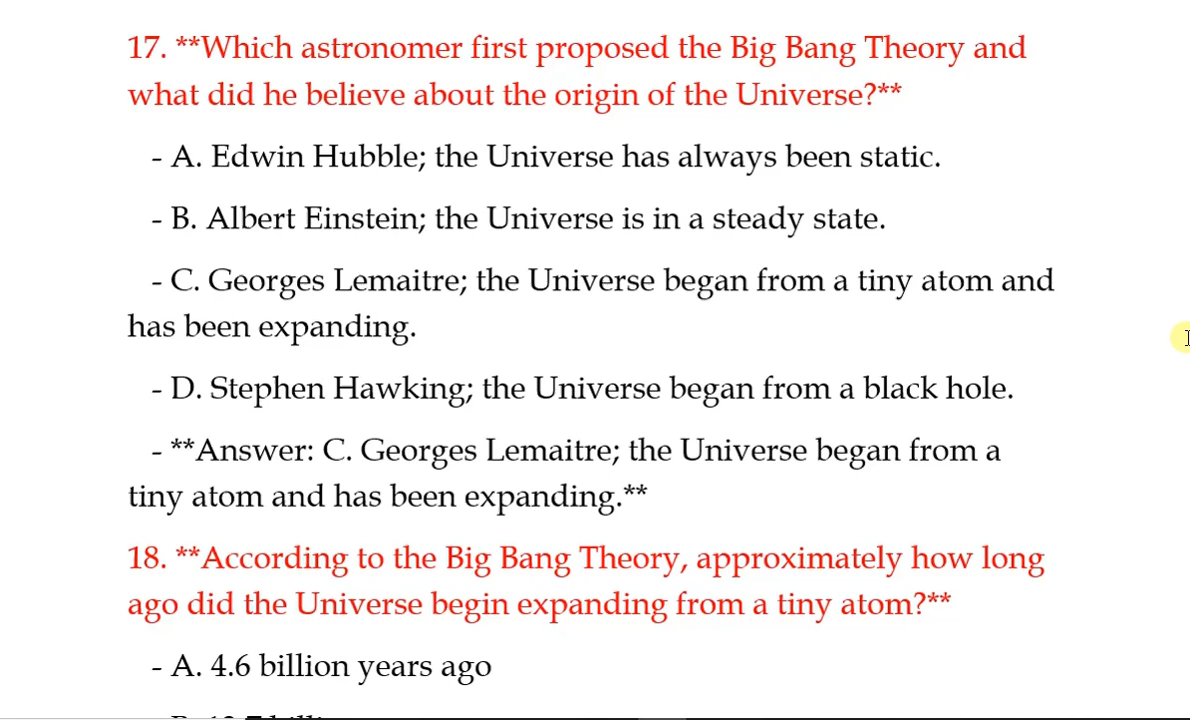 17. **Which astronomer first proposed the Big Bang Theory and
what did he believe about the origin of the Universe?**
- A. Edwin Hubble; the Universe has always been static.
- B. Albert Einstein; the Universe is in a steady state.
- C. Georges Lemaitre; the Universe began from a tiny atom and
has been expanding.
- D. Stephen Hawking; the Universe began from a black hole.
- **Answer: C. Georges Lemaitre; the Universe began from a
tiny atom and has been expanding.**
18. **According to the Big Bang Theory, approximately how long
ago did the Universe begin expanding from a tiny atom?**
- A. 4.6 billion years ago